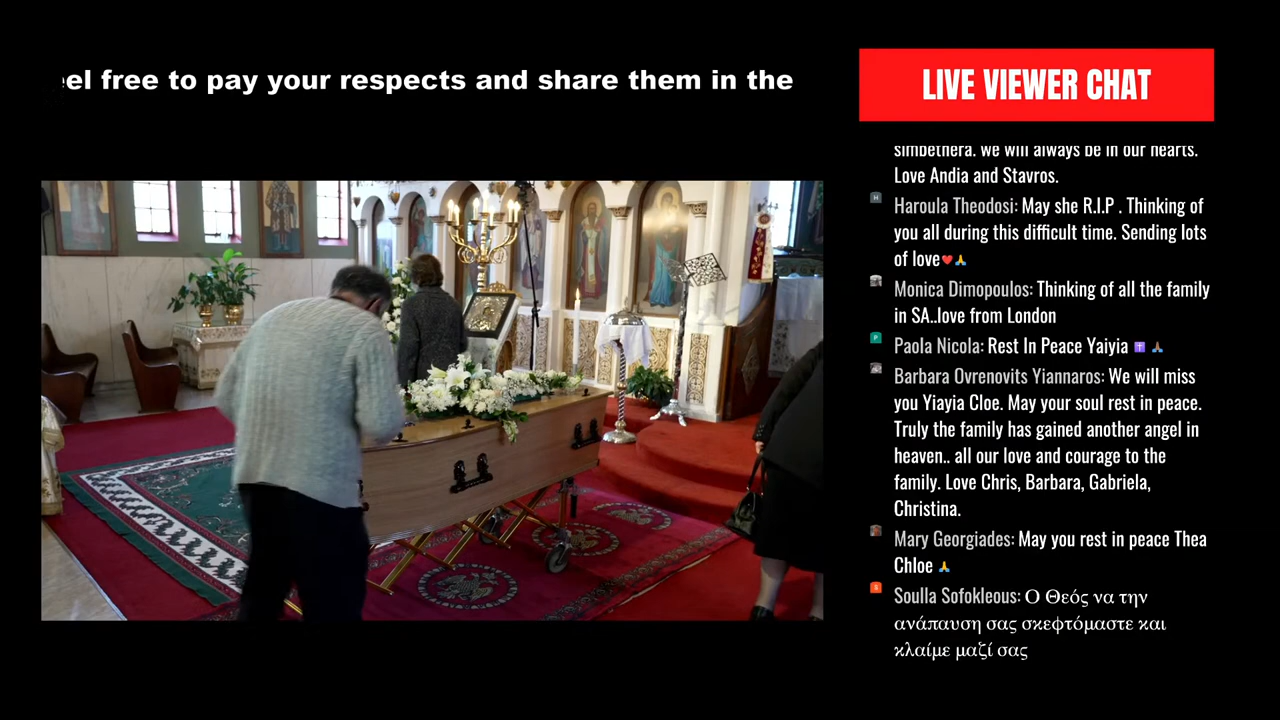 el free to pay your respects and share them in the
LIVE VIEWER CHAT
simbethera. we will always be in our hearts.
Love Andia and Stavros.
Haroula Theodosi: May she R.I.P . Thinking of
you all during this difficult time. Sending lots
of love❤️🙏
Monica Dimopoulos: Thinking of all the family
in SA..love from London
Paola Nicola: Rest In Peace Yaiyia ✝️ 🙏🏾
Barbara Ovrenovits Yiannaros: We will miss
you Yiayia Cloe. May your soul rest in peace.
Truly the family has gained another angel in
heaven.. all our love and courage to the
family. Love Chris, Barbara, Gabriela,
Christina.
Mary Georgiades: May you rest in peace Thea
Chloe 🙏
Soulla Sofokleous: Ο Θεός να την
ανάπαυση σας σκεφτόμαστε και
κλαίμε μαζί σας